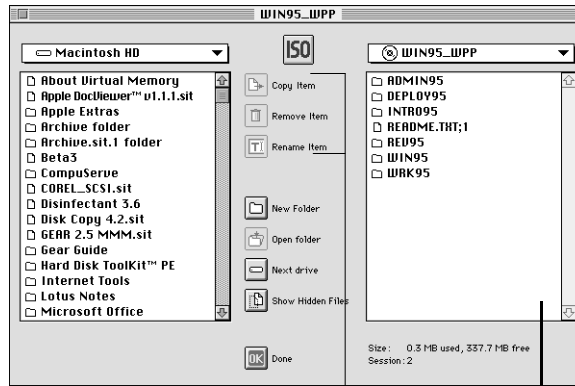 WIN95_WPP
Macintosh HD
About Virtual Memory
Apple DocViewer™ v1.1.1.sit
Apple Extras
Archive folder
Archive.sit.1 folder
Beta3
CompuServe
COREL_SCSI.sit
Disinfectant 3.6
Disk Copy 4.2.sit
GEAR 2.5 MMM.sit
Gear Guide
Hard Disk ToolKit™ PE
Internet Tools
Lotus Notes
Microsoft Office
ISO
Copy Item
Remove Item
Rename Item
New Folder
Open folder
Next drive
Show Hidden Files
OK Done
WIN95_WPP
ADMIN95
DEPLOY95
INTRO95
README.TXT;1
REV95
WIN95
WRK95
Size: 0.3 MB used, 337.7 MB free
Session: 2